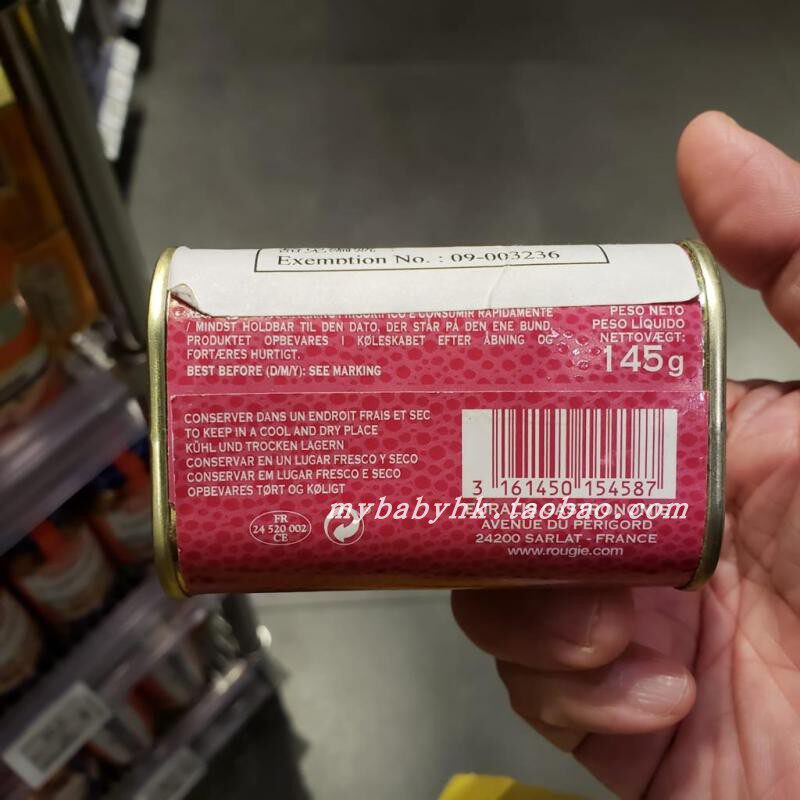 Exemption No. : 09-003236
CONSUMIR RAPIDAMENTE
/ MINDST HOLDBAR TIL DEN DATO, DER STÅR PÅ DEN ENE BUND.
PRODUKTET OPBEVARES I KØLESKABET EFTER ÅBNING OG
FORTÆRES HURTIGT.
BEST BEFORE (D/M/Y): SEE MARKING
PESO NETO
PESO LÍQUIDO
NETTOVÆGT:
145g
CONSERVER DANS UN ENDROIT FRAIS ET SEC
TO KEEP IN A COOL AND DRY PLACE
KÜHL UND TROCKEN LAGERN
CONSERVAR EN UN LUGAR FRESCO Y SECO
CONSERVAR EM LUGAR FRESCO E SECO
OPBEVARES TØRT OG KØLIGT
FR
24 520 002
CE
3 161450 154587
mybabyhk.taobao.com
AVENUE DU PÉRIGORD
24200 SARLAT - FRANCE
www.rougie.com